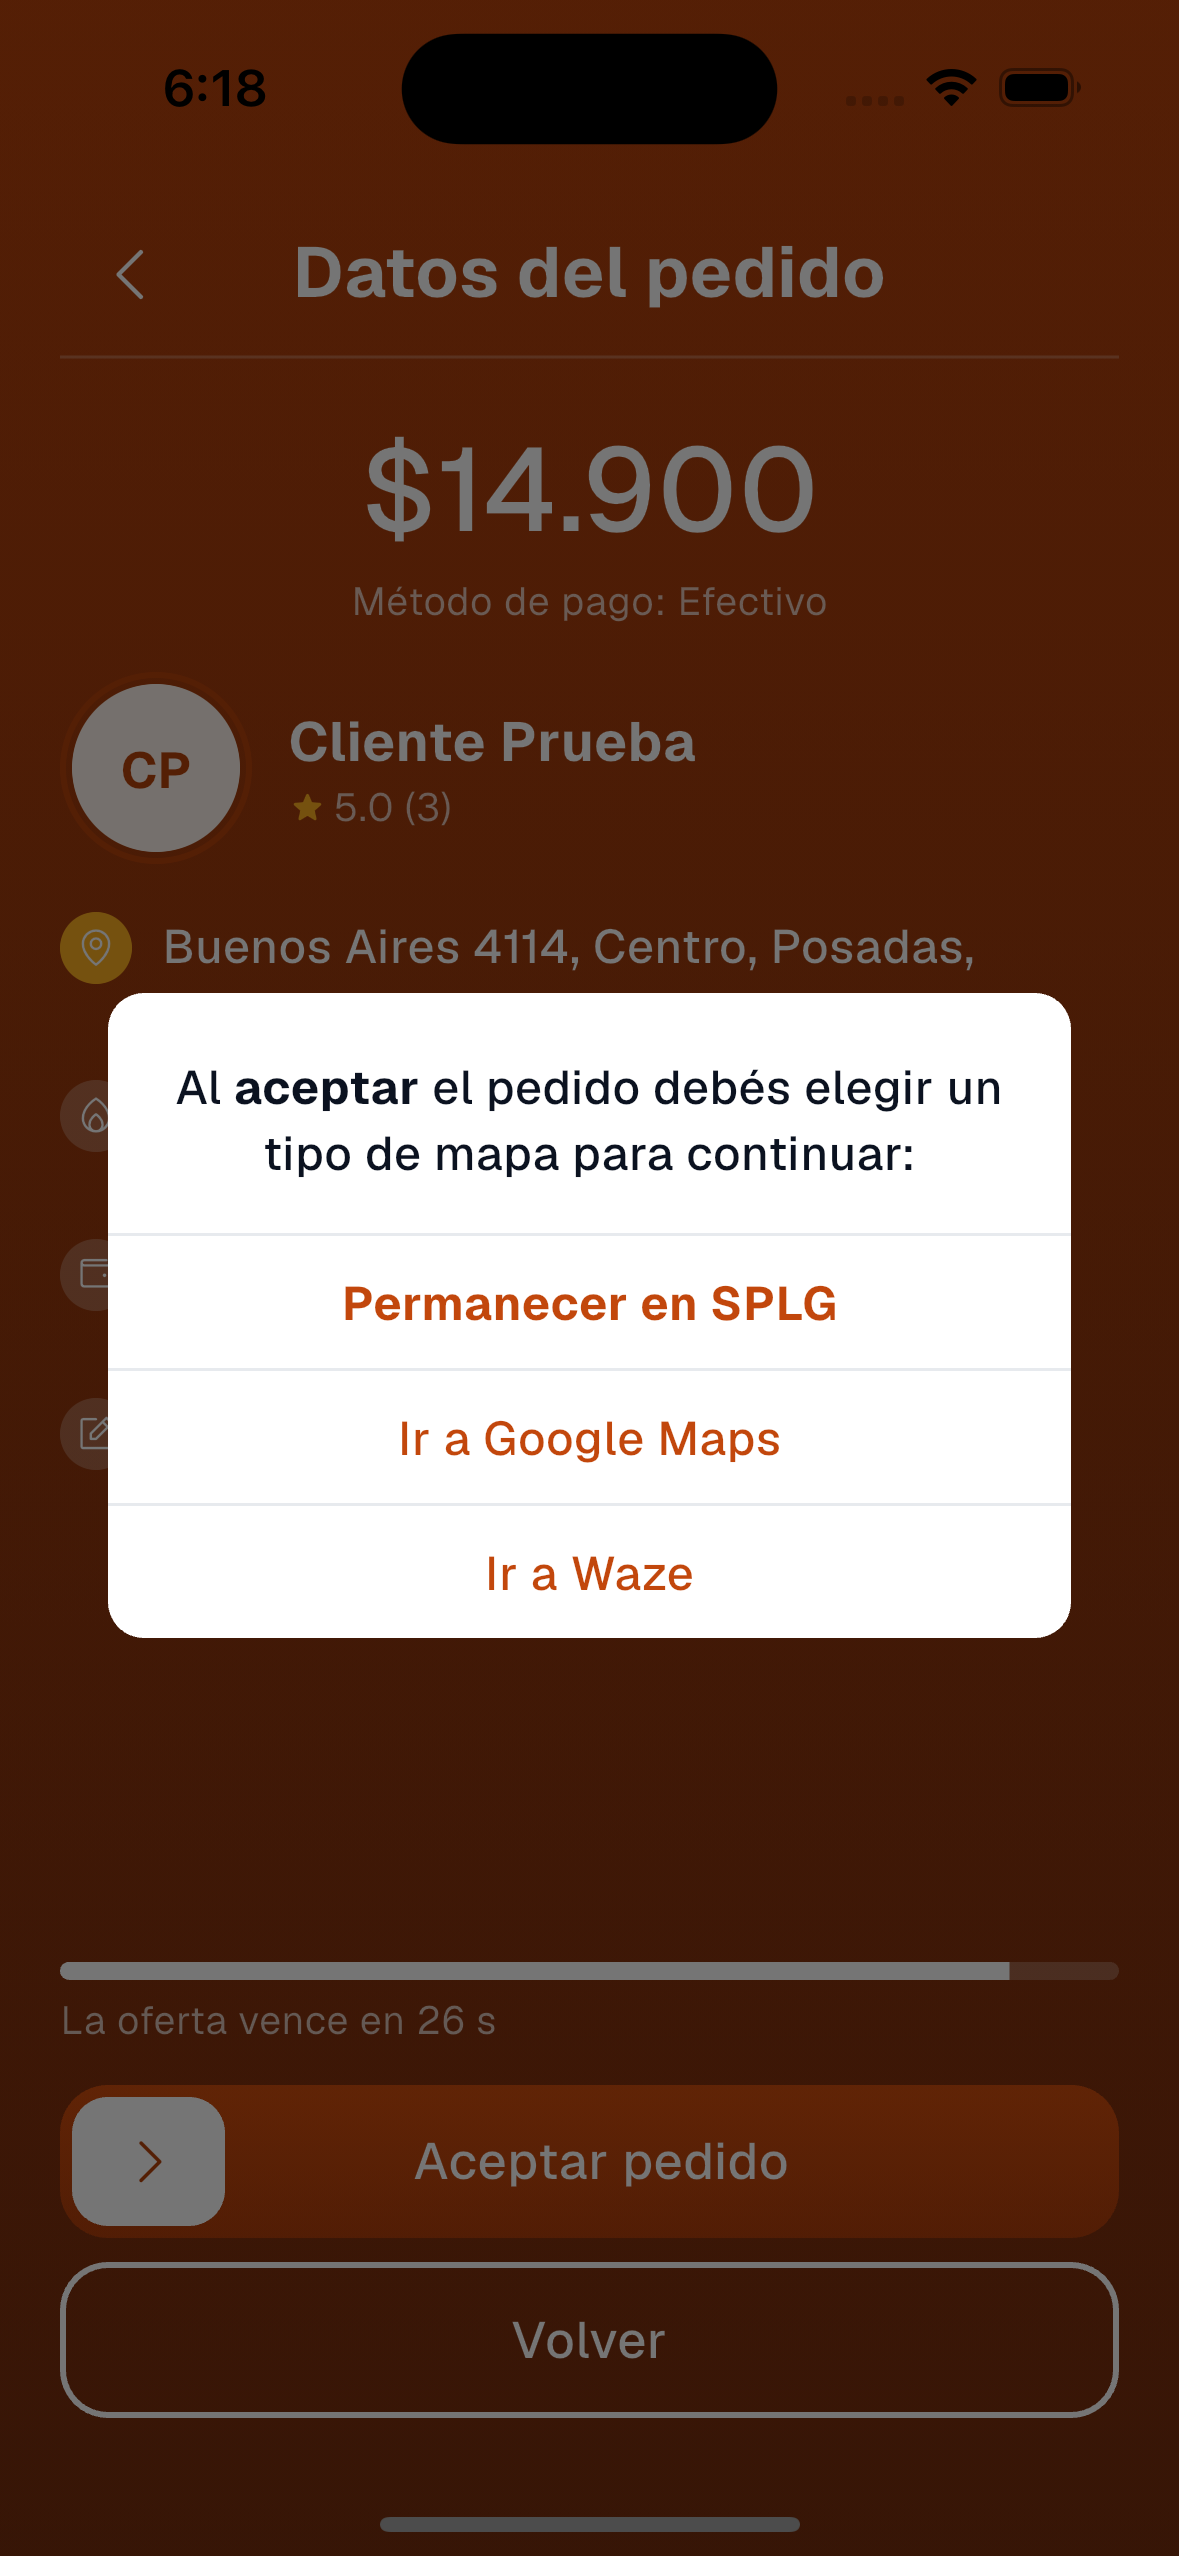 6:18
Datos del pedido
$14.900
Método de pago: Efectivo
CP
Cliente Prueba
5.0 (3)
Buenos Aires 4114, Centro, Posadas,
Al aceptar el pedido debés elegir un
tipo de mapa para continuar:
Permanecer en SPLG
Ir a Google Maps
Ir a Waze
La oferta vence en 26 s
Aceptar pedido
Volver